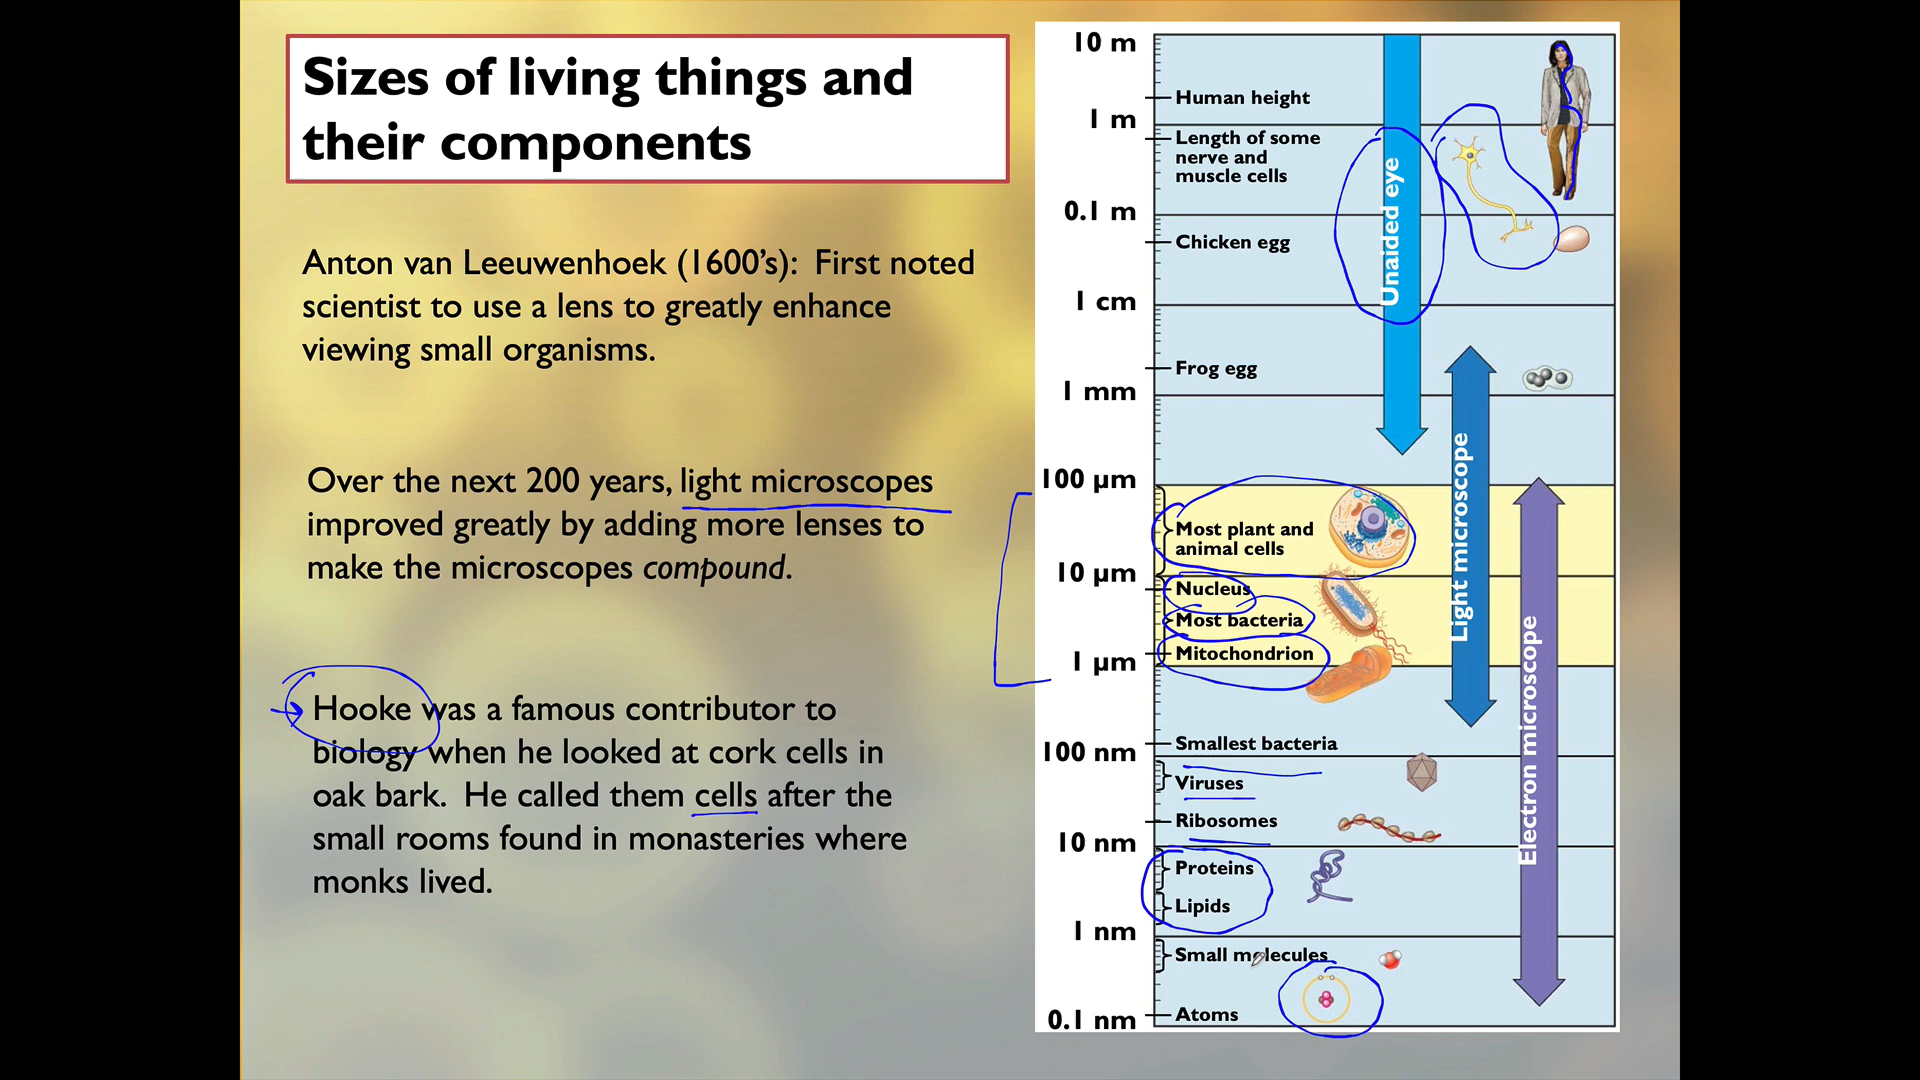 Sizes of living things and
their components
Anton van Leeuwenhoek (1600’s):  First noted
scientist to use a lens to greatly enhance
viewing small organisms.
Over the next 200 years, light microscopes
improved greatly by adding more lenses to
make the microscopes compound.
Hooke was a famous contributor to
biology when he looked at cork cells in
oak bark.  He called them cells after the
small rooms found in monasteries where
monks lived.
10 m
Human height
1 m
Length of some
nerve and
muscle cells
0.1 m
Chicken egg
1 cm
Frog egg
1 mm
100 µm
Most plant and
animal cells
10 µm
Nucleus
Most bacteria
Mitochondrion
1 µm
Smallest bacteria
100 nm
Viruses
Ribosomes
10 nm
Proteins
Lipids
1 nm
Small molecules
Atoms
0.1 nm
Unaided eye
Light microscope
Electron microscope